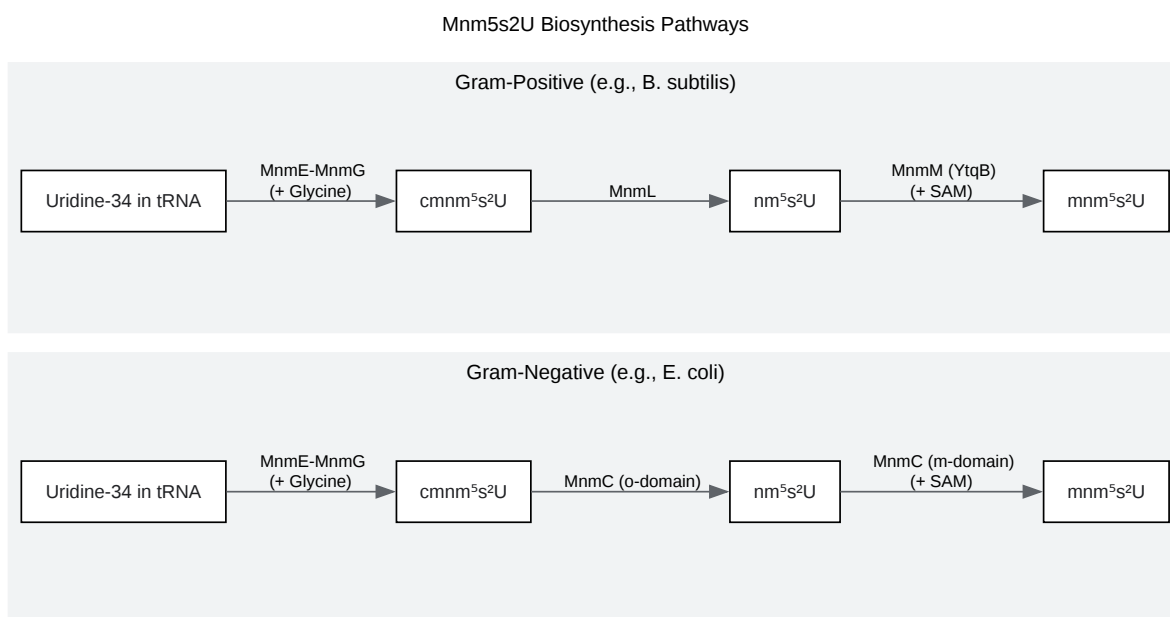 Mnm5s2U Biosynthesis Pathways
Gram-Positive (e.g., B. subtilis)
Uridine-34 in tRNA
MnmE-MnmG
(+ Glycine)
cmnm⁵s²U
MnmL
nm⁵s²U
MnmM (YtqB)
(+ SAM)
mnm⁵s²U
Gram-Negative (e.g., E. coli)
Uridine-34 in tRNA
MnmE-MnmG
(+ Glycine)
cmnm⁵s²U
MnmC (o-domain)
nm⁵s²U
MnmC (m-domain)
(+ SAM)
mnm⁵s²U